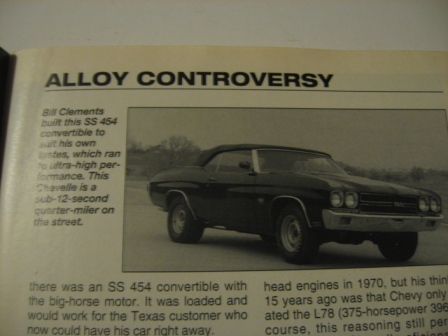 ALLOY CONTROVERSY
Bill Clements
built this SS 454
convertible to
suit his own
tastes, which ran
to ultra-high per-
formance. This
Chevelle is a
sub-12-second
quarter-miler on
the street.
there was an SS 454 convertible with
the big-horse motor. It was loaded and
would work for the Texas customer who
now could have his car right away.
head engines in 1970, but his think
15 years ago was that Chevy only
ated the L78 (375-horsepower 396
course, this reasoning still pe